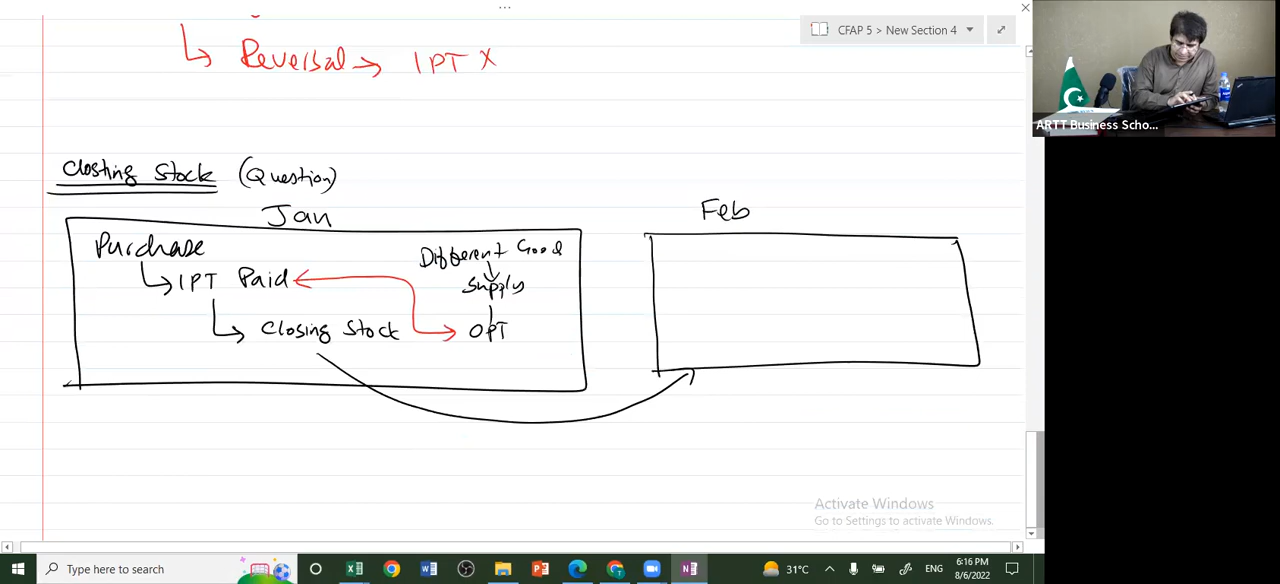 CFAP 5 > New Section 4
Reversal → IPT X
ARTT Business Scho...
Closting Stock (Question)
Jan
Feb
Purchase
Different Good
IPT Paid
Supply
Closing Stock
OPT
Activate Windows
Go to Settings to activate Windows.
Type here to search
31°C
ENG
6:16 PM
8/6/2022